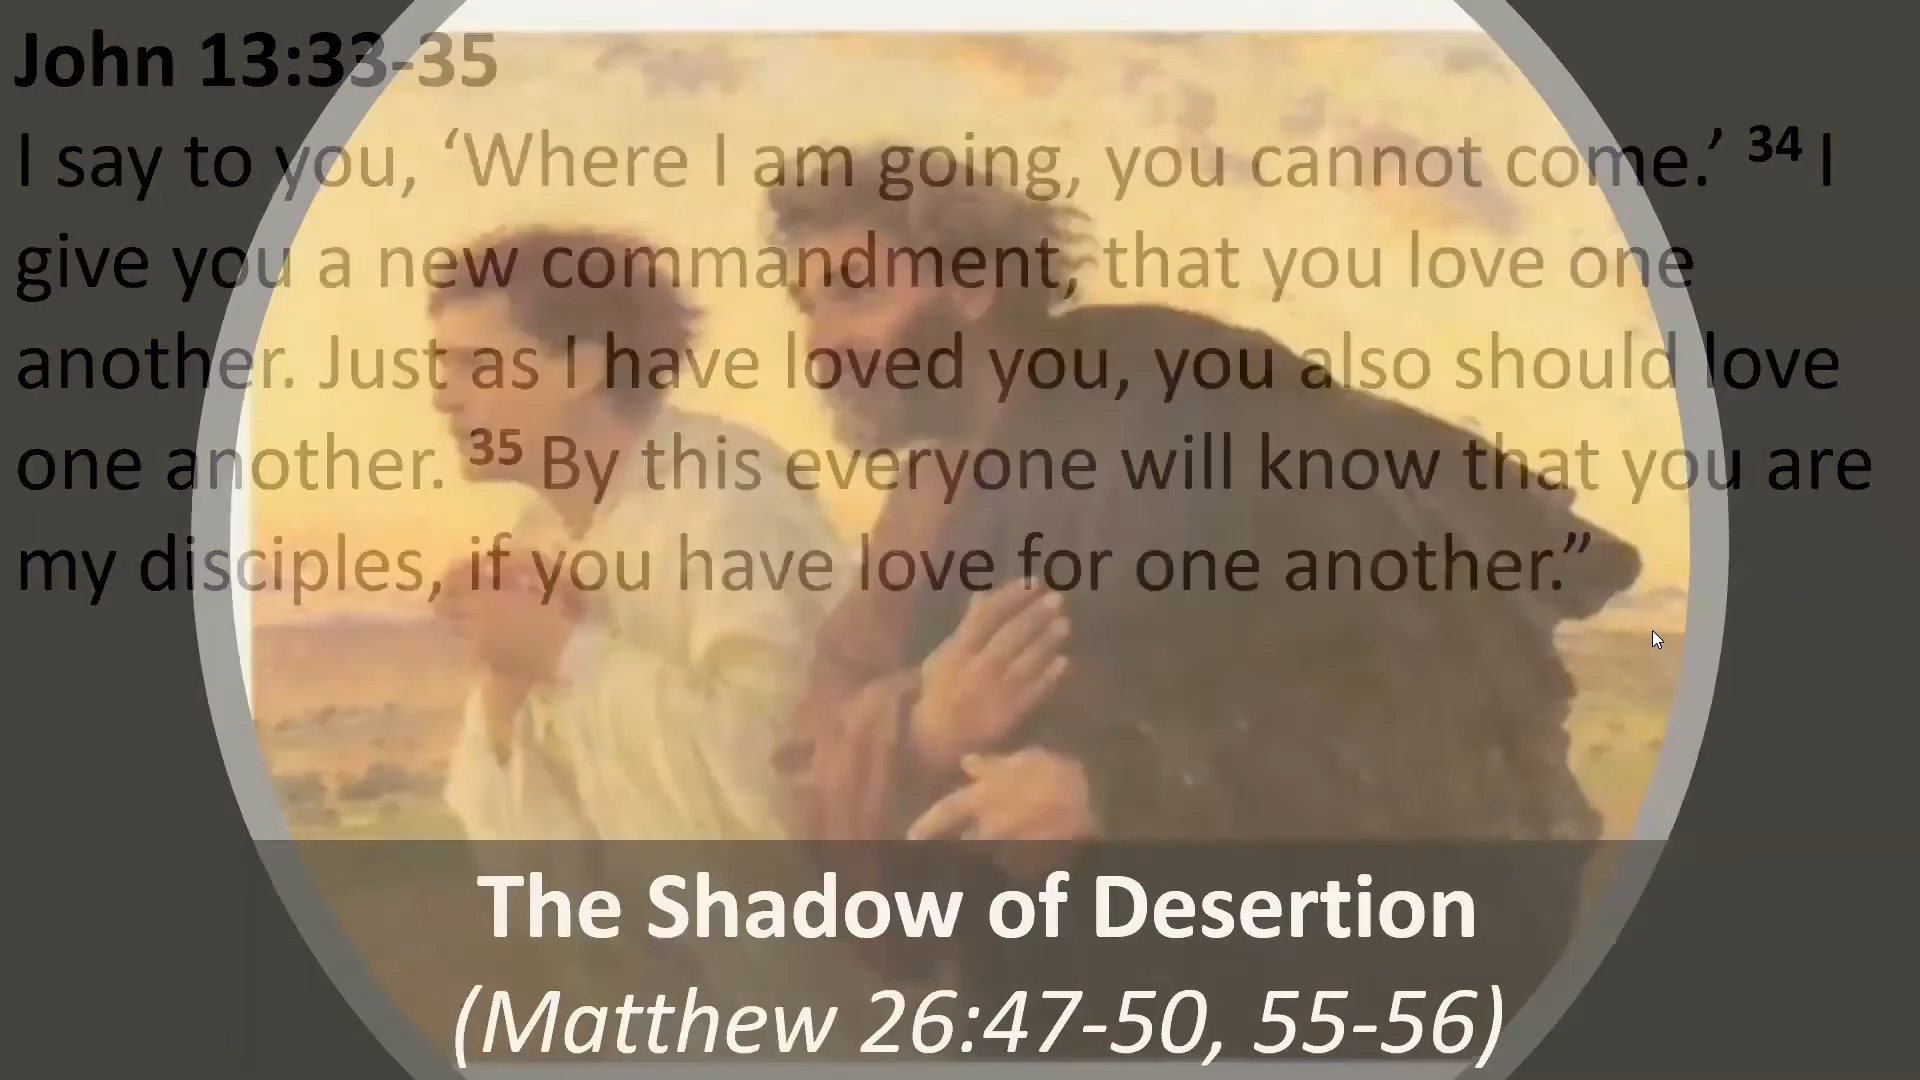 John 13:33-35
I say to you, ‘Where I am going, you cannot come.’ 34 I
give you a new commandment, that you love one
another. Just as I have loved you, you also should love
one another. 35 By this everyone will know that you are
my disciples, if you have love for one another.”
The Shadow of Desertion
(Matthew 26:47-50, 55-56)